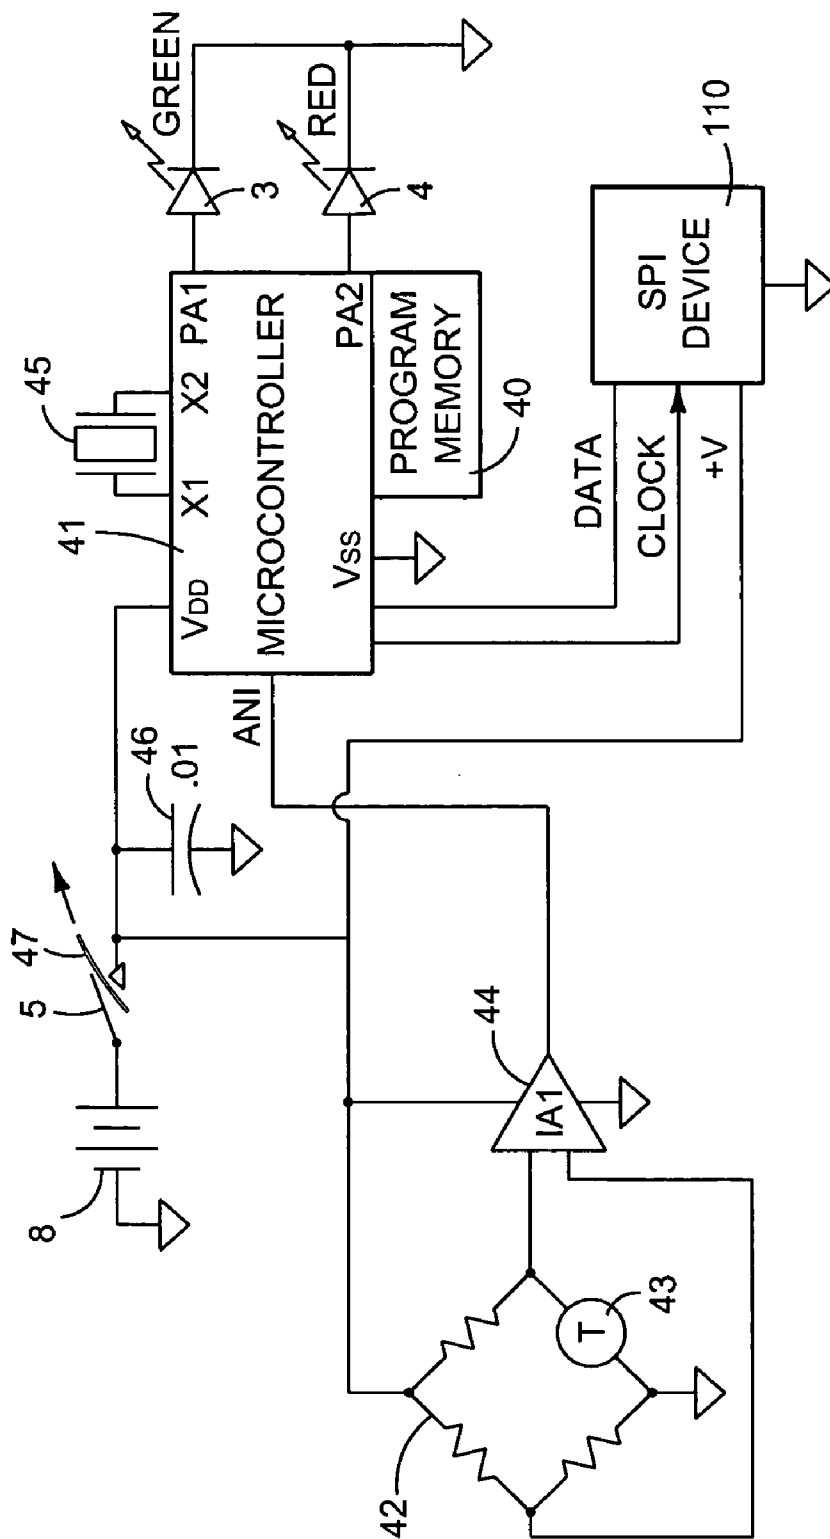 8
5
47
46
.01
VDD
41
X1
X2
45
PA1
GREEN
3
MICROCONTROLLER
ANI
VSS
PA2
RED
4
PROGRAM
MEMORY
40
42
T
43
IA1
44
DATA
CLOCK
+V
SPI
DEVICE
110